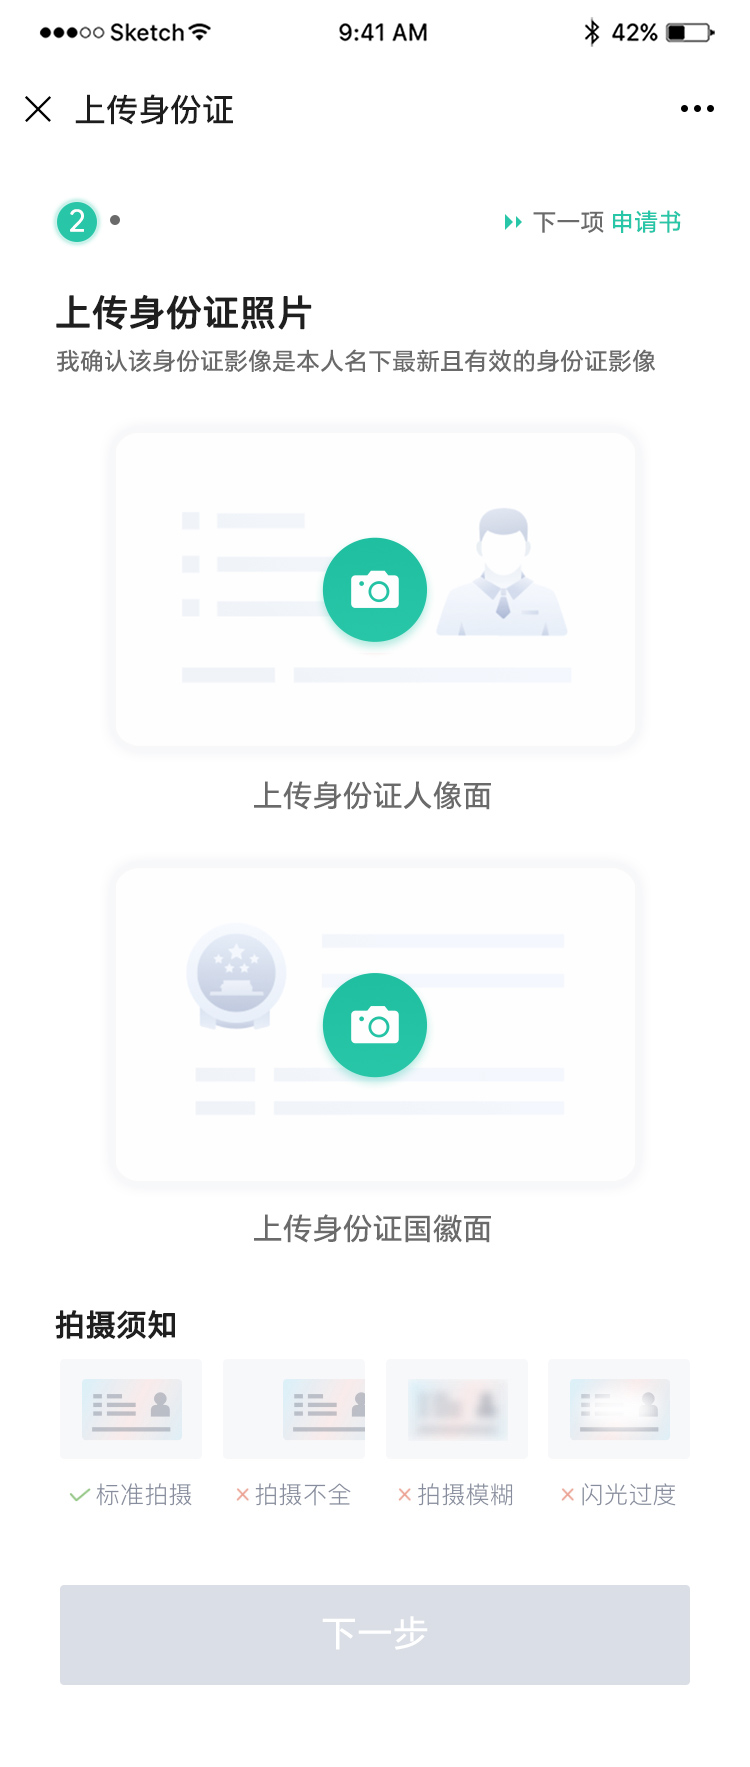 Sketch 9:41 AM 42%
上传身份证
2 下一项 申请书
上传身份证照片
我确认该身份证影像是本人名下最新且有效的身份证影像
上传身份证人像面
上传身份证国徽面
拍摄须知
标准拍摄 拍摄不全 拍摄模糊 闪光过度
下一步